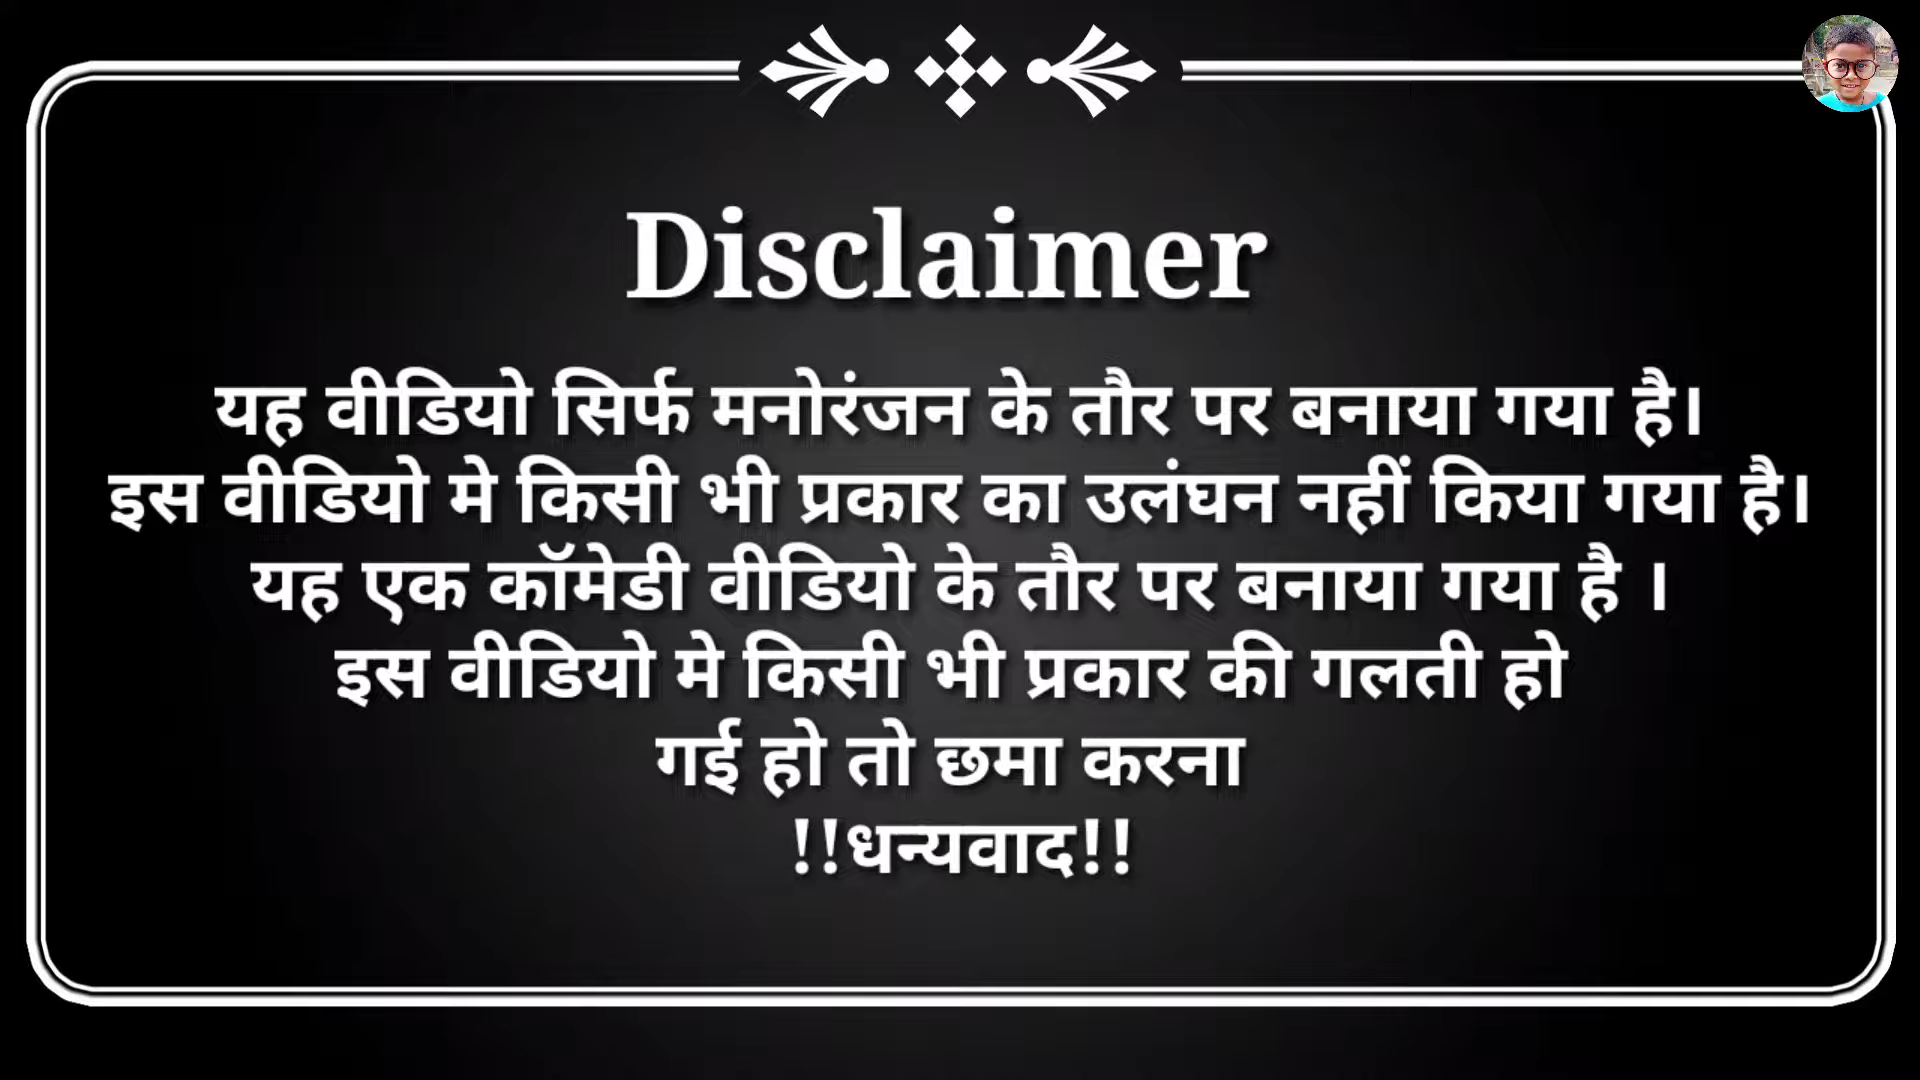 Disclaimer
यह वीडियो सिर्फ मनोरंजन के तौर पर बनाया गया है।
इस वीडियो मे किसी भी प्रकार का उलंघन नहीं किया गया है।
यह एक कॉमेडी वीडियो के तौर पर बनाया गया है ।
इस वीडियो मे किसी भी प्रकार की गलती हो
गई हो तो छमा करना
!!धन्यवाद!!